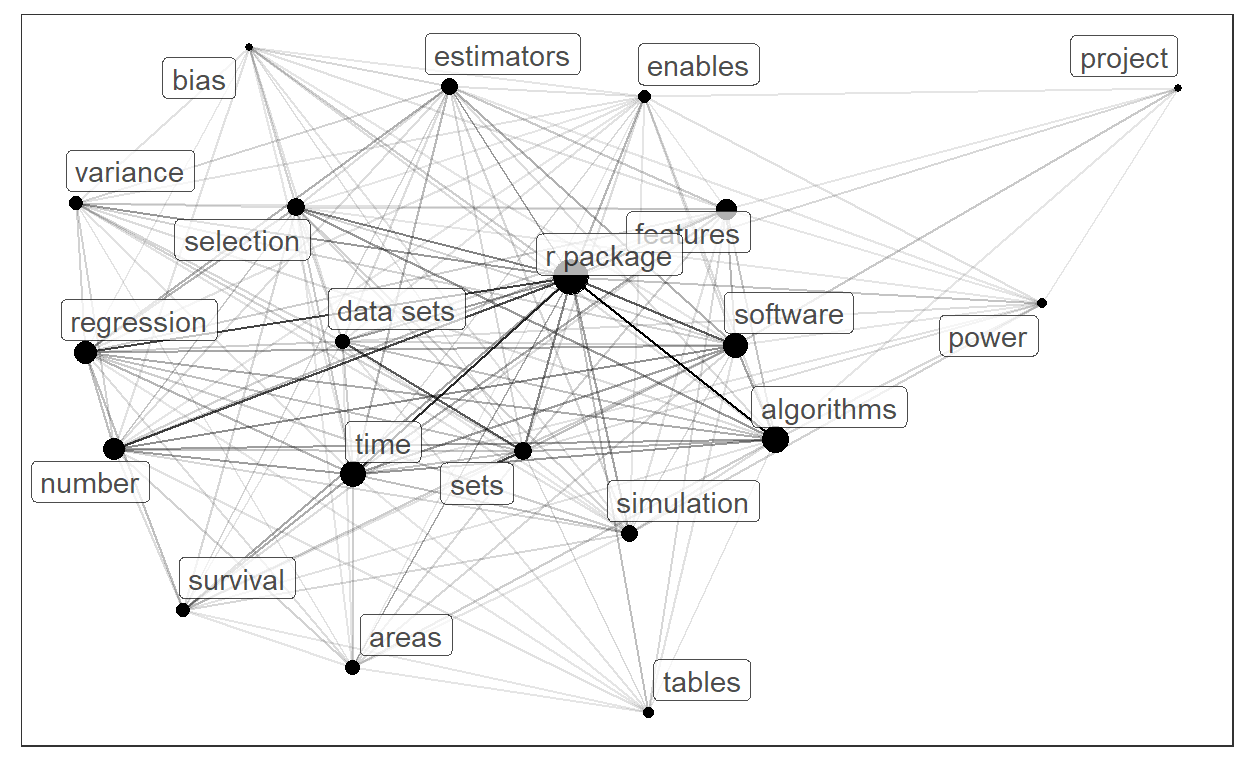 estimators
project
enables
bias
variance
features
selection
r package
data sets
software
regression
power
algorithms
time
number
sets
simulation
survival
areas
tables